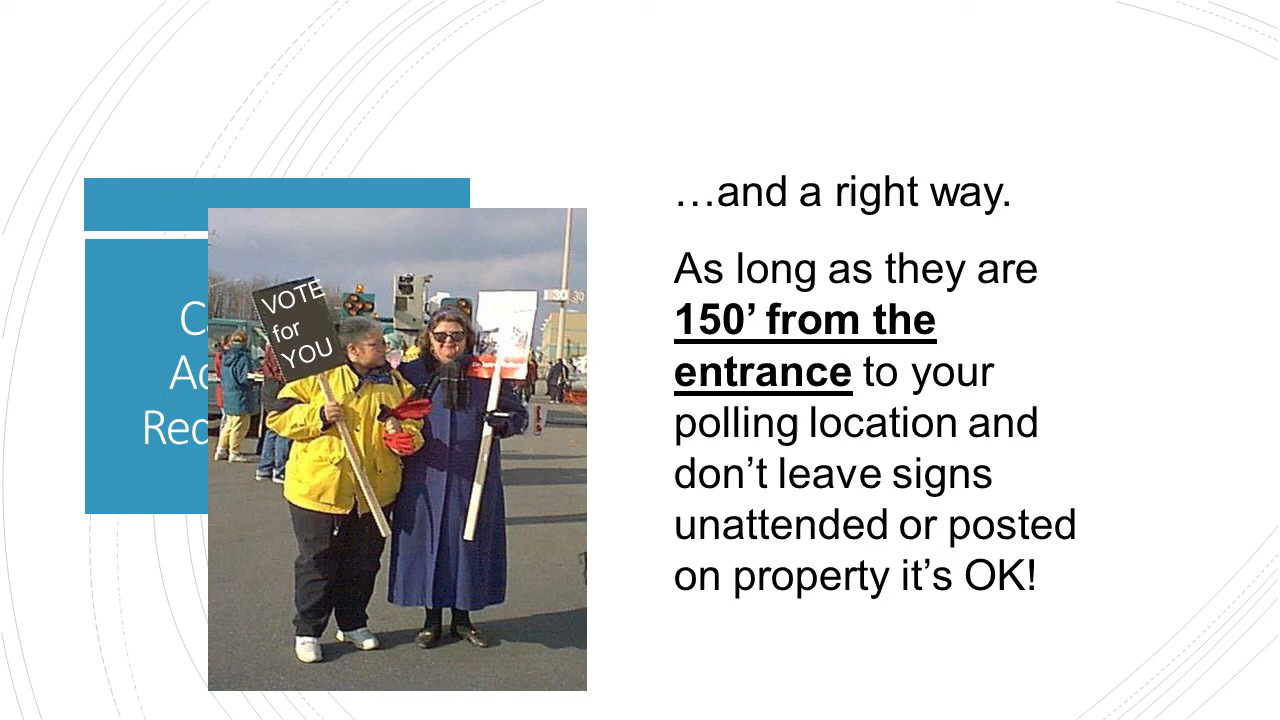 VOTE
for
YOU
…and a right way.
As long as they are
150’ from the
entrance to your
polling location and
don’t leave signs
unattended or posted
on property it’s OK!